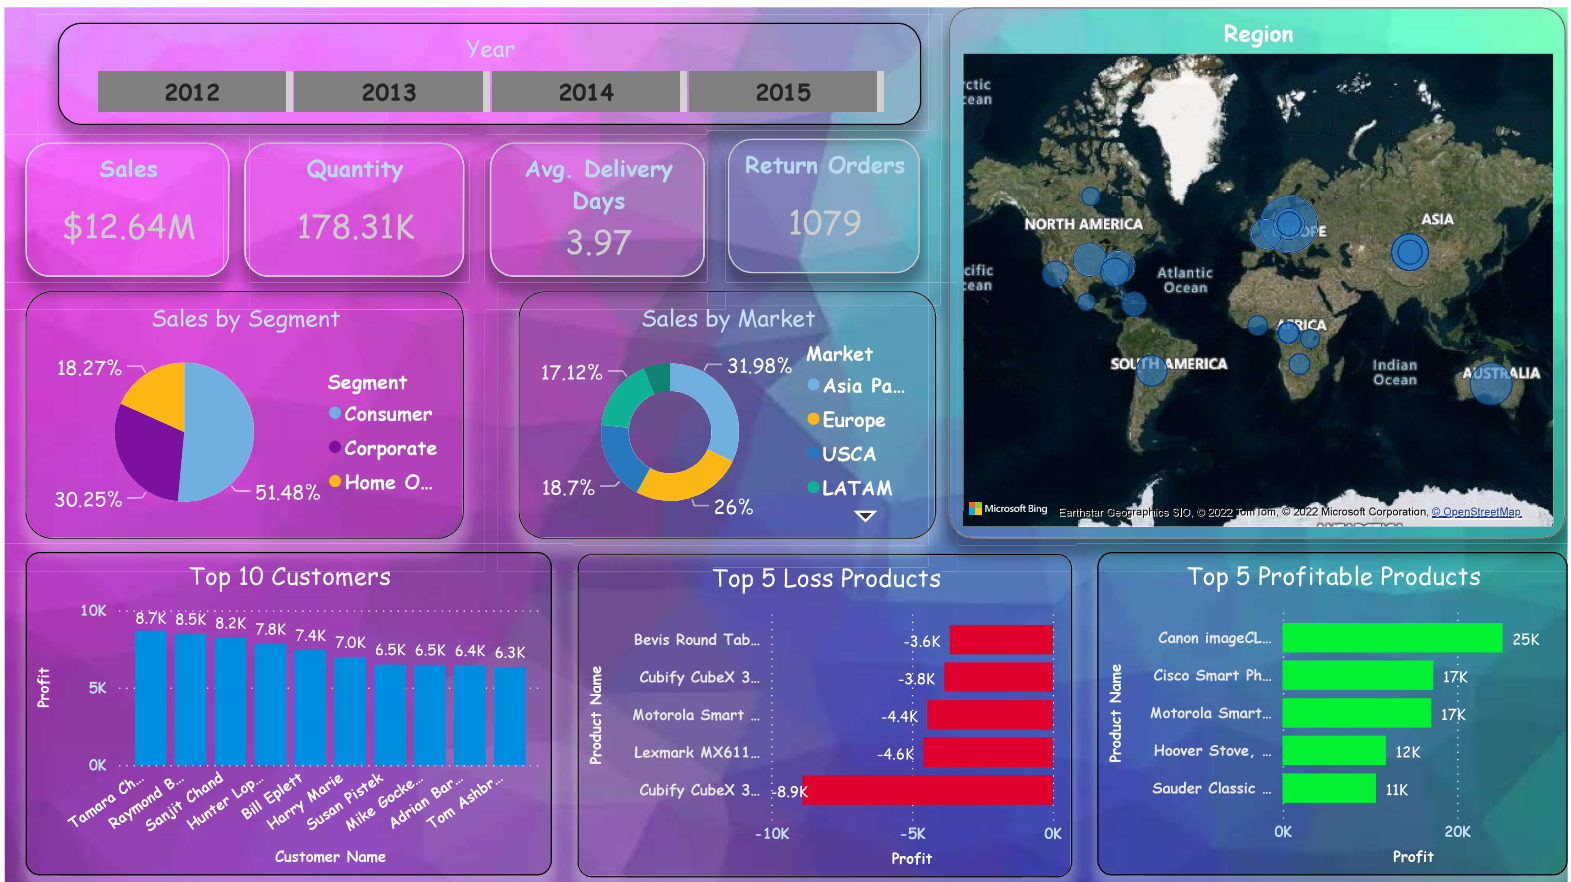 Year
2012
2013
2014
2015
Sales
$12.64M
Quantity
178.31K
Avg. Delivery
Days
3.97
Return Orders
1079
Region
rctic
cean
NORTH AMERICA
EUROPE
ASIA
cific
cean
Atlantic
Ocean
AFRICA
SOUTH AMERICA
Indian
Ocean
AUSTRALIA
Microsoft Bing
Earthstar Geographics SIO, © 2022 TomTom, © 2022 Microsoft Corporation, © OpenStreetMap
Sales by Segment
18.27%
30.25%
51.48%
Segment
Consumer
Corporate
Home O...
Sales by Market
17.12%
31.98%
18.7%
26%
Market
Asia Pa...
Europe
USCA
LATAM
Top 10 Customers
Profit
10K
5K
0K
8.7K
8.5K
8.2K
7.8K
7.4K
7.0K
6.5K
6.5K
6.4K
6.3K
Tamara Ch...
Raymond B...
Sanjit Chand
Hunter Lop...
Bill Eplett
Harry Marie
Susan Pistek
Mike Gocke...
Adrian Bar...
Tom Ashbr...
Customer Name
Top 5 Loss Products
Product Name
Bevis Round Tab... -3.6K
Cubify CubeX 3... -3.8K
Motorola Smart ... -4.4K
Lexmark MX611... -4.6K
Cubify CubeX 3... -8.9K
-10K
-5K
0K
Profit
Top 5 Profitable Products
Product Name
Canon imageCL... 25K
Cisco Smart Ph... 17K
Motorola Smart... 17K
Hoover Stove, ... 12K
Sauder Classic ... 11K
0K
20K
Profit